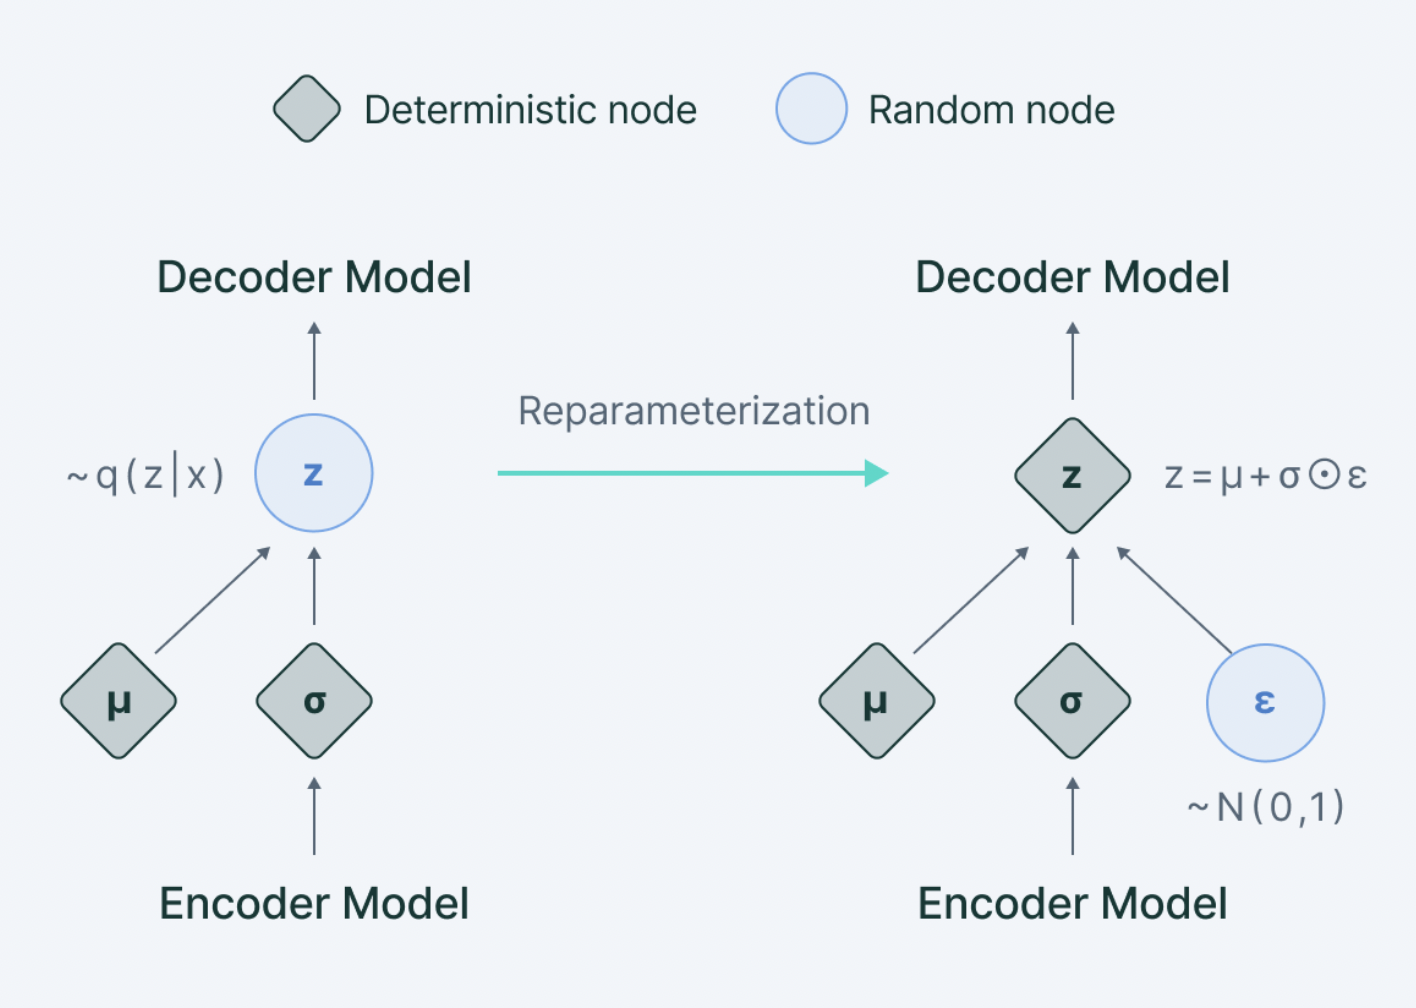 Deterministic node
Random node
Decoder Model
Decoder Model
Reparameterization
~q(z|x)
z
z
z=μ+σ⊙ε
μ
σ
μ
σ
ε
~N(0,1)
Encoder Model
Encoder Model